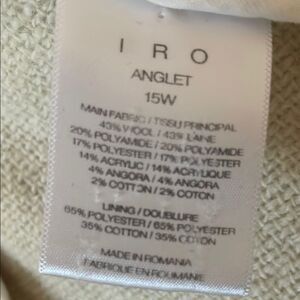 IRO
ANGLET
15W
MAIN FABRIC / TISSU PRINCIPAL
43% WOOL / 43% LAINE
20% POLYAMIDE / 20% POLYAMIDE
17% POLYESTER / 17% POLYESTER
14% ACRYLIC / 14% ACRYLIQUE
4% ANGORA / 4% ANGORA
2% COTTON / 2% COTON
LINING / DOUBLURE
65% POLYESTER / 65% POLYESTER
35% COTTON / 35% COTON
MADE IN ROMANIA
FABRIQUE EN ROUMANIE